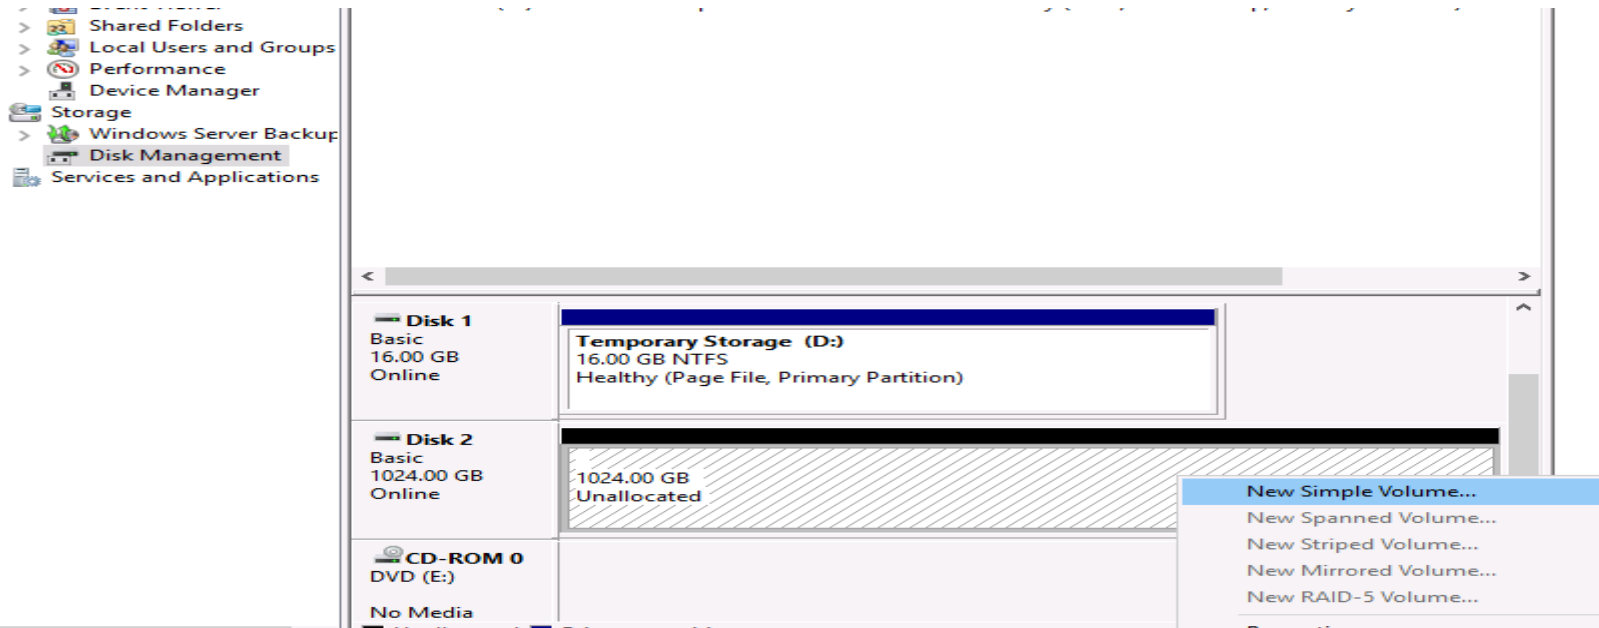 Shared Folders
Local Users and Groups
Performance
Device Manager
Storage
Windows Server Backup
Disk Management
Services and Applications
Disk 1
Basic
16.00 GB
Online
Temporary Storage (D:)
16.00 GB NTFS
Healthy (Page File, Primary Partition)
Disk 2
Basic
1024.00 GB
Online
1024.00 GB
Unallocated
New Simple Volume...
New Spanned Volume...
New Striped Volume...
New Mirrored Volume...
New RAID-5 Volume...
CD-ROM 0
DVD (E:)
No Media